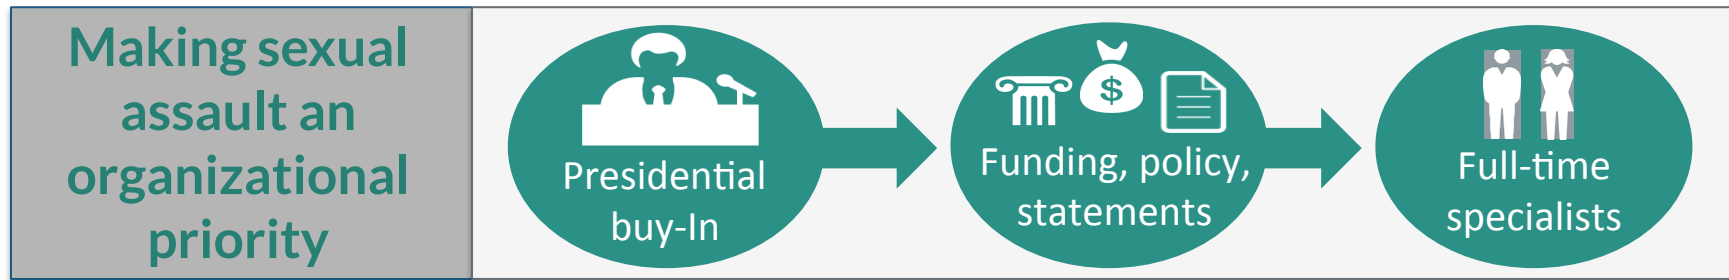 Making sexual
assault an
organizational
priority
Presidential
buy-In
$
Funding, policy,
statements
Full-time
specialists